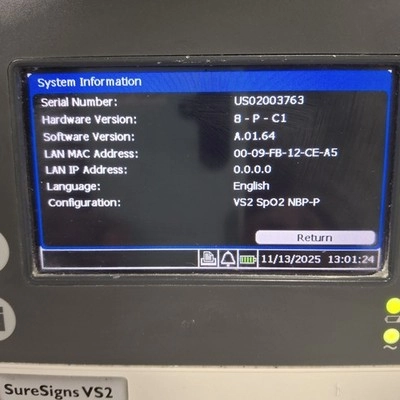 System Information
Serial Number: US02003763
Hardware Version: B - P - C1
Software Version: A.01.64
LAN MAC Address: 00-09-FB-12-CE-A5
LAN IP Address: 0.0.0.0
Language: English
Configuration: VS2 SpO2 NBP-P
Return
11/13/2025 13:01:24
SureSigns VS2